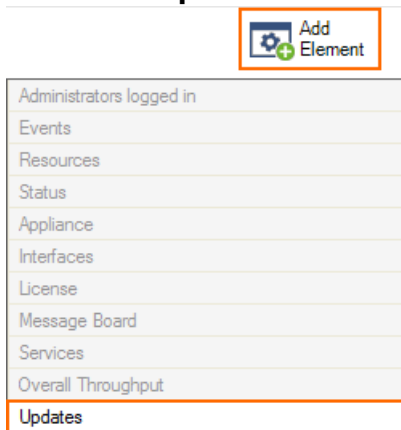 Add
Element
Administrators logged in
Events
Resources
Status
Appliance
Interfaces
License
Message Board
Services
Overall Throughput
Updates